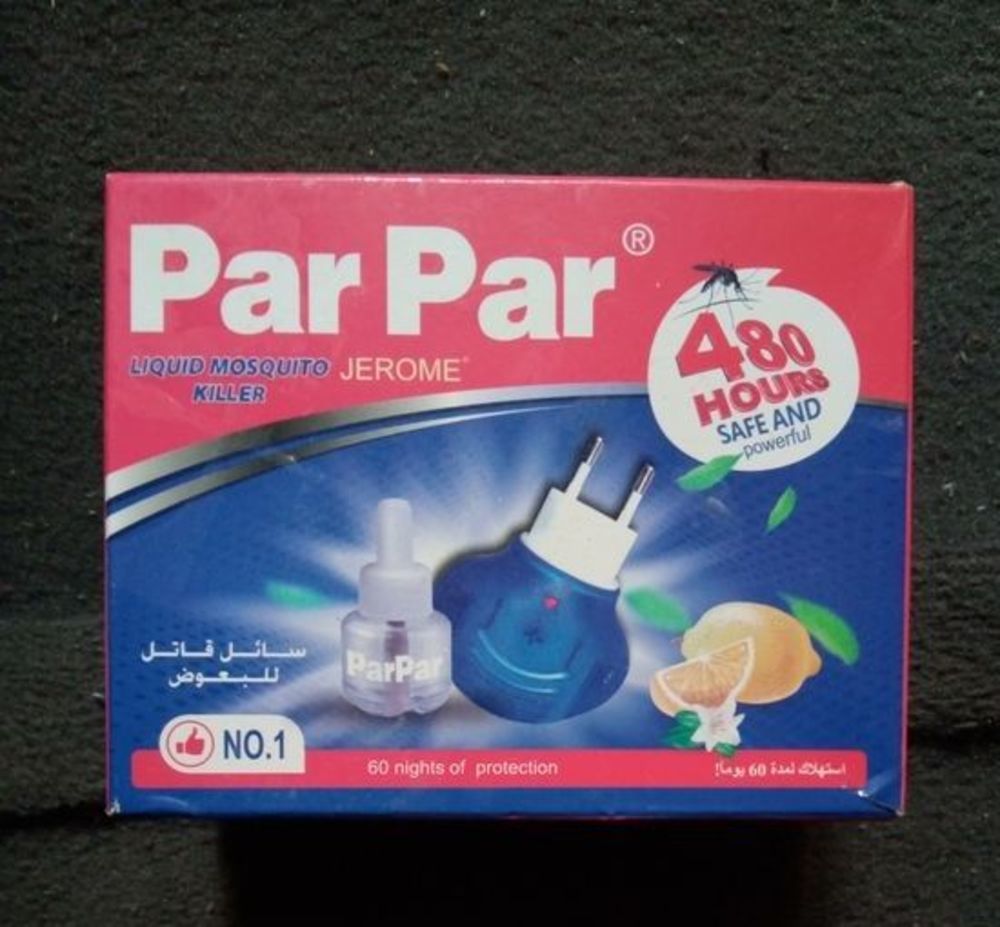 Par Par®
LIQUID MOSQUITO JEROME
KILLER
480
HOURS
SAFE AND
powerful
ParPar
سائل قاتل
للبعوض
NO.1
60 nights of protection
استهلاك لمدة 60 يوما!